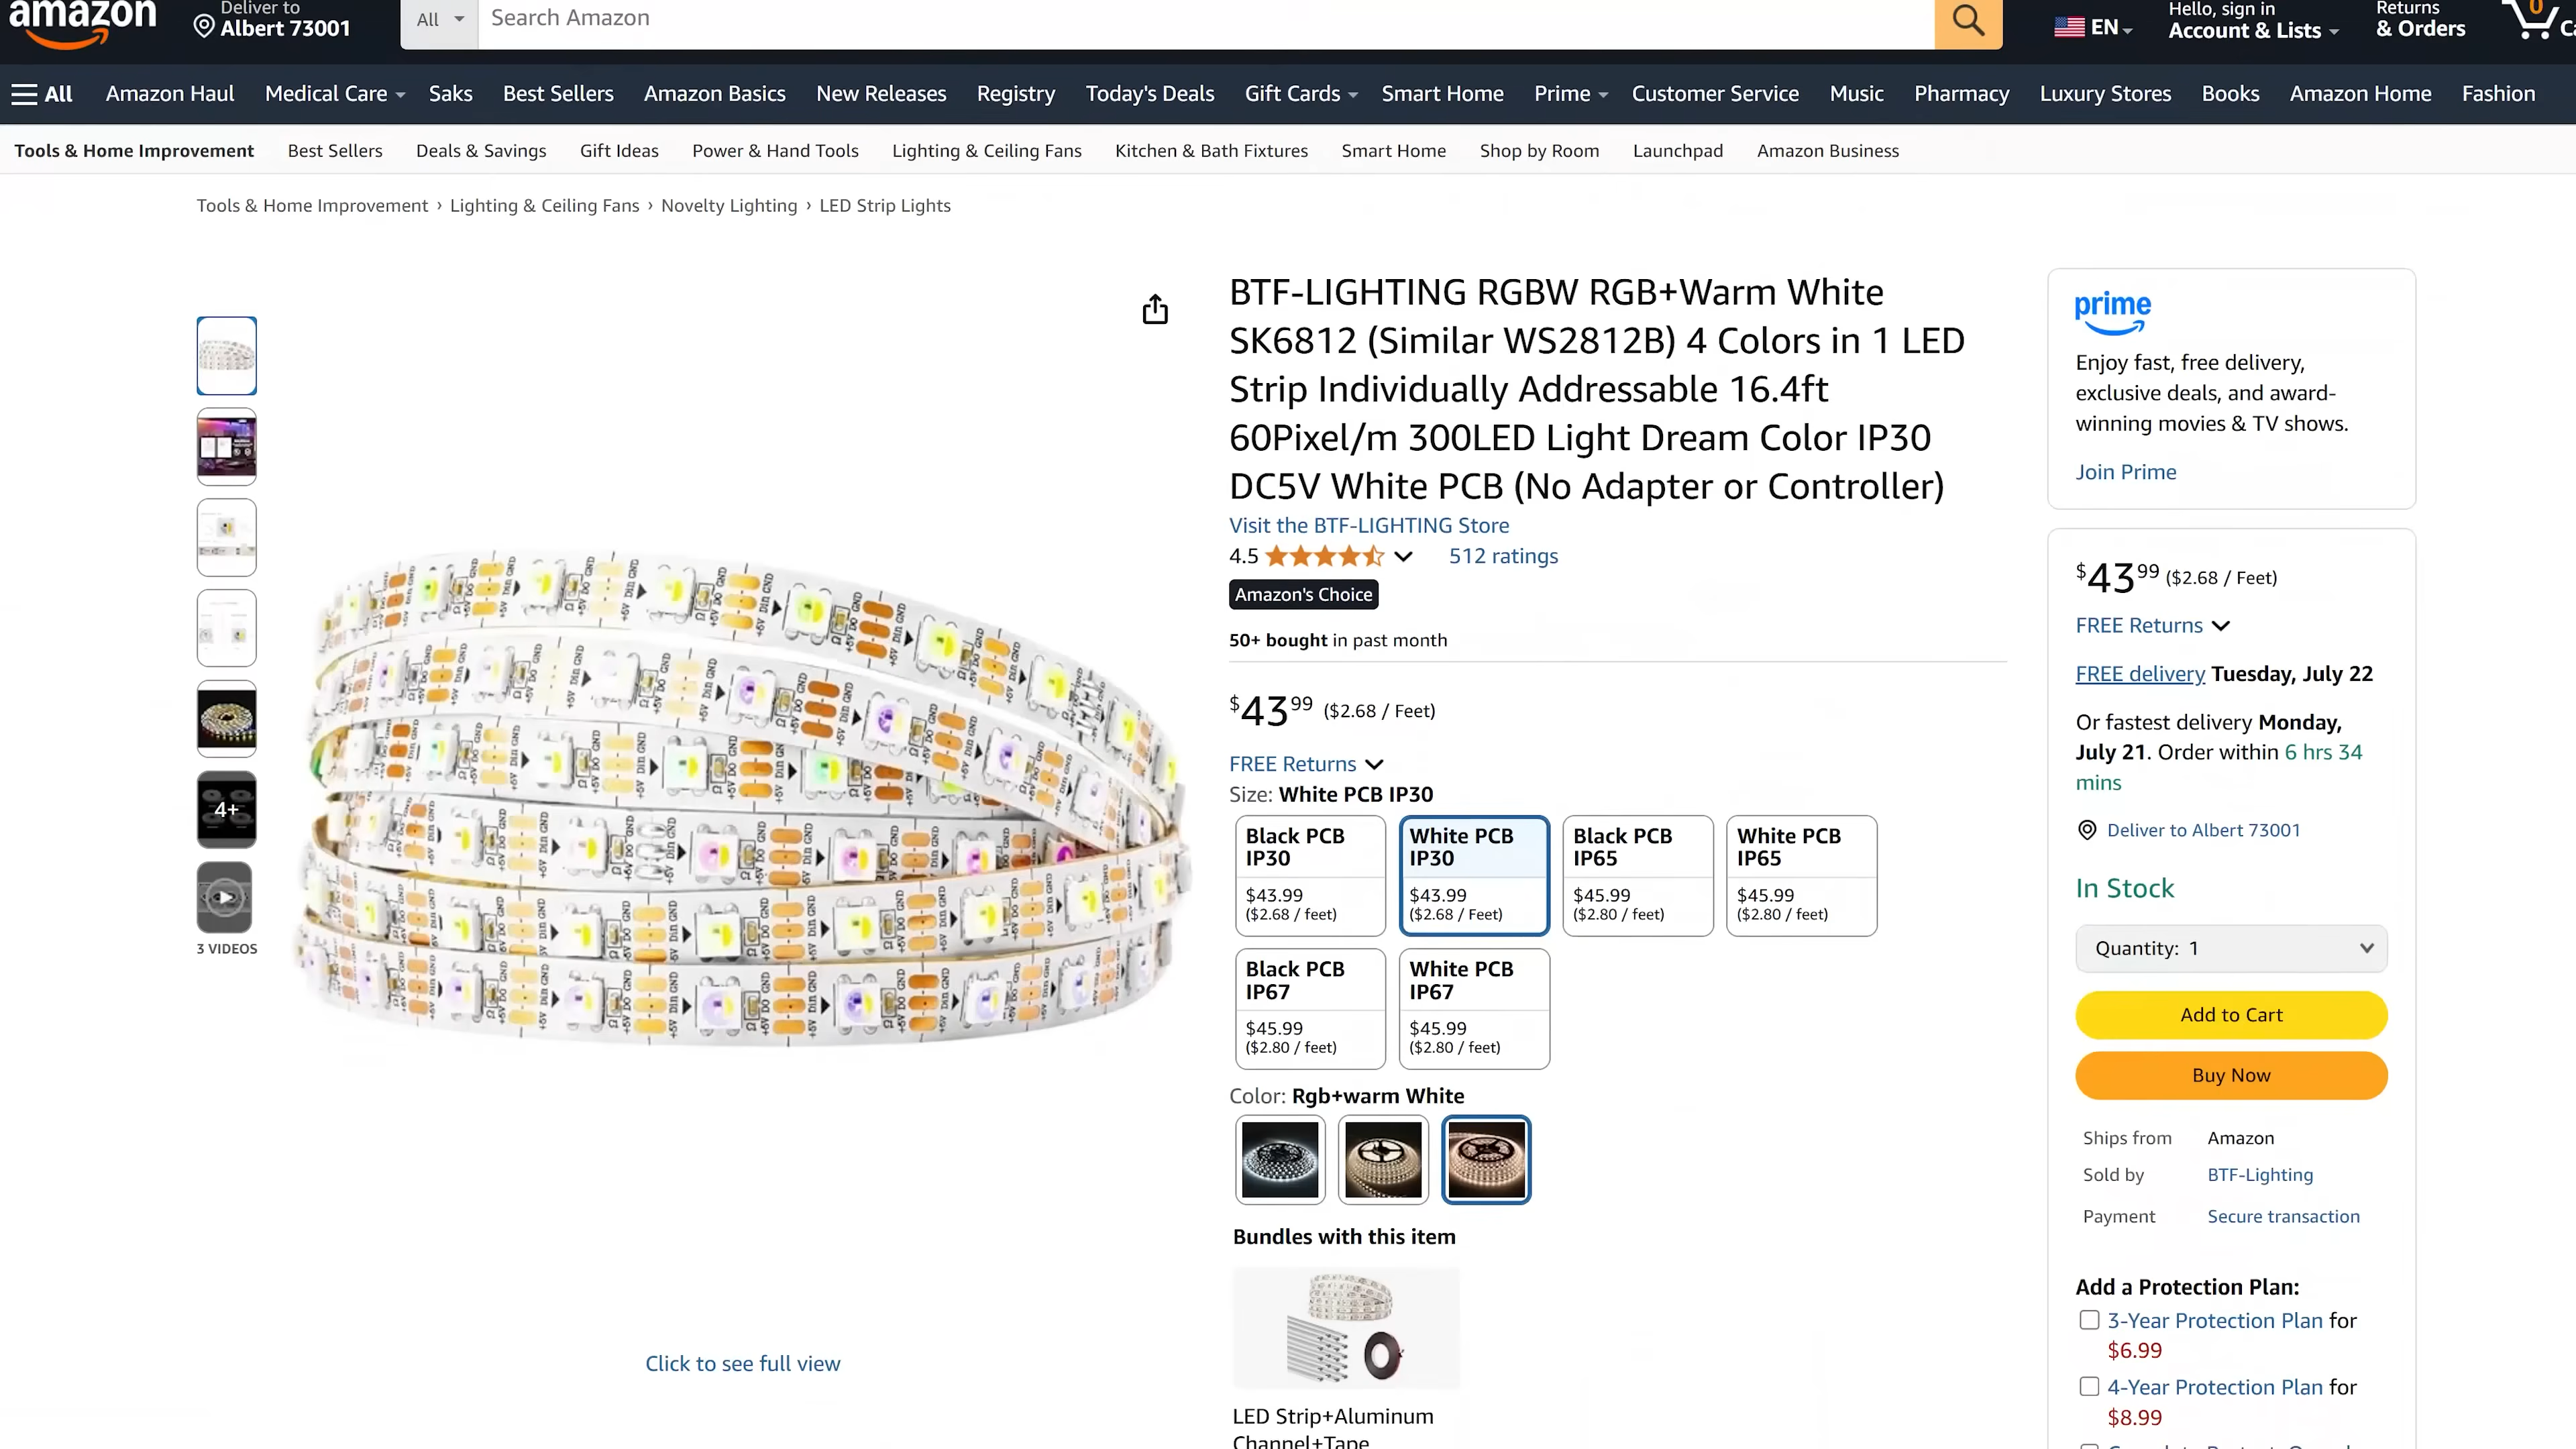 amazon
Deliver to
Albert 73001
All
Search Amazon
EN
Hello, sign in
Account & Lists
Returns
& Orders
0
All
Amazon Haul
Medical Care
Saks
Best Sellers
Amazon Basics
New Releases
Registry
Today's Deals
Gift Cards
Smart Home
Prime
Customer Service
Music
Pharmacy
Luxury Stores
Books
Amazon Home
Fashion
Tools & Home Improvement
Best Sellers
Deals & Savings
Gift Ideas
Power & Hand Tools
Lighting & Ceiling Fans
Kitchen & Bath Fixtures
Smart Home
Shop by Room
Launchpad
Amazon Business
Tools & Home Improvement › Lighting & Ceiling Fans › Novelty Lighting › LED Strip Lights
4+
3 VIDEOS
+5V DO GND
+5V Din GND
Click to see full view
BTF-LIGHTING RGBW RGB+Warm White
SK6812 (Similar WS2812B) 4 Colors in 1 LED
Strip Individually Addressable 16.4ft
60Pixel/m 300LED Light Dream Color IP30
DC5V White PCB (No Adapter or Controller)
Visit the BTF-LIGHTING Store
4.5
512 ratings
Amazon's Choice
50+ bought in past month
$43 99 ($2.68 / Feet)
FREE Returns
Size: White PCB IP30
Black PCB
IP30
$43.99
($2.68 / feet)
White PCB
IP30
$43.99
($2.68 / Feet)
Black PCB
IP65
$45.99
($2.80 / feet)
White PCB
IP65
$45.99
($2.80 / feet)
Black PCB
IP67
$45.99
($2.80 / feet)
White PCB
IP67
$45.99
($2.80 / feet)
Color: Rgb+warm White
Bundles with this item
LED Strip+Aluminum
Channel+Tape
prime
Enjoy fast, free delivery,
exclusive deals, and award-
winning movies & TV shows.
Join Prime
$43 99 ($2.68 / Feet)
FREE Returns
FREE delivery Tuesday, July 22
Or fastest delivery Monday,
July 21. Order within 6 hrs 34
mins
Deliver to Albert 73001
In Stock
Quantity: 1
Add to Cart
Buy Now
Ships from Amazon
Sold by BTF-Lighting
Payment Secure transaction
Add a Protection Plan:
3-Year Protection Plan for
$6.99
4-Year Protection Plan for
$8.99